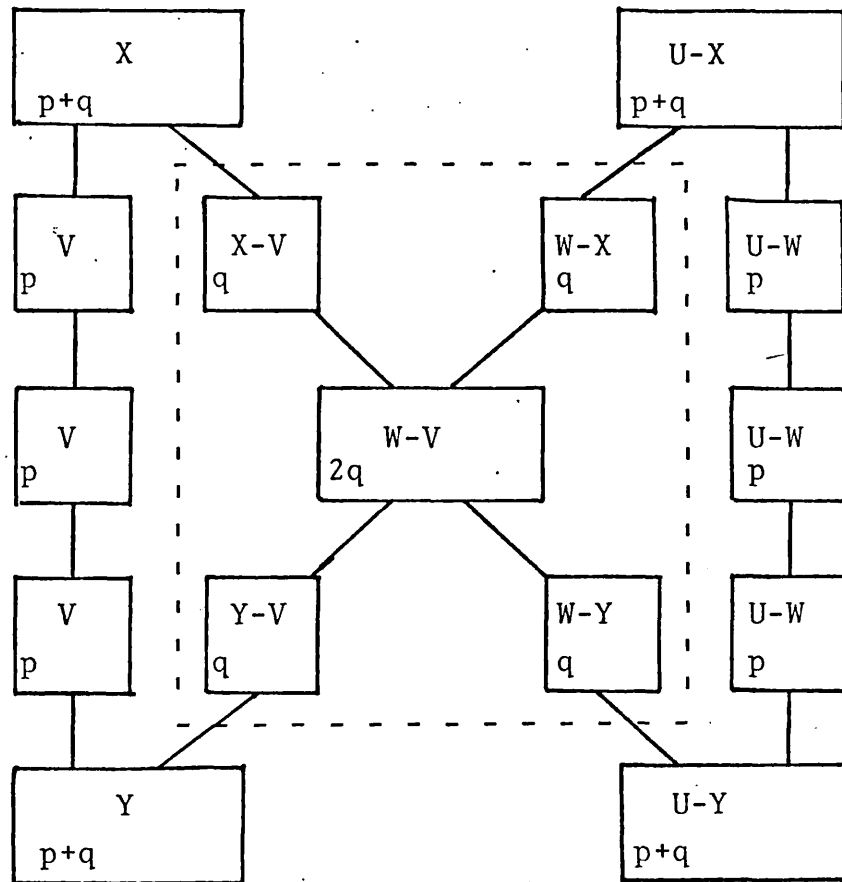 X U-X
p+q p+q
V X-V W-X U-W
p q q p
V W-V U-W
p 2q p
V Y-V W-Y U-W
p q q p
Y U-Y
p+q p+q